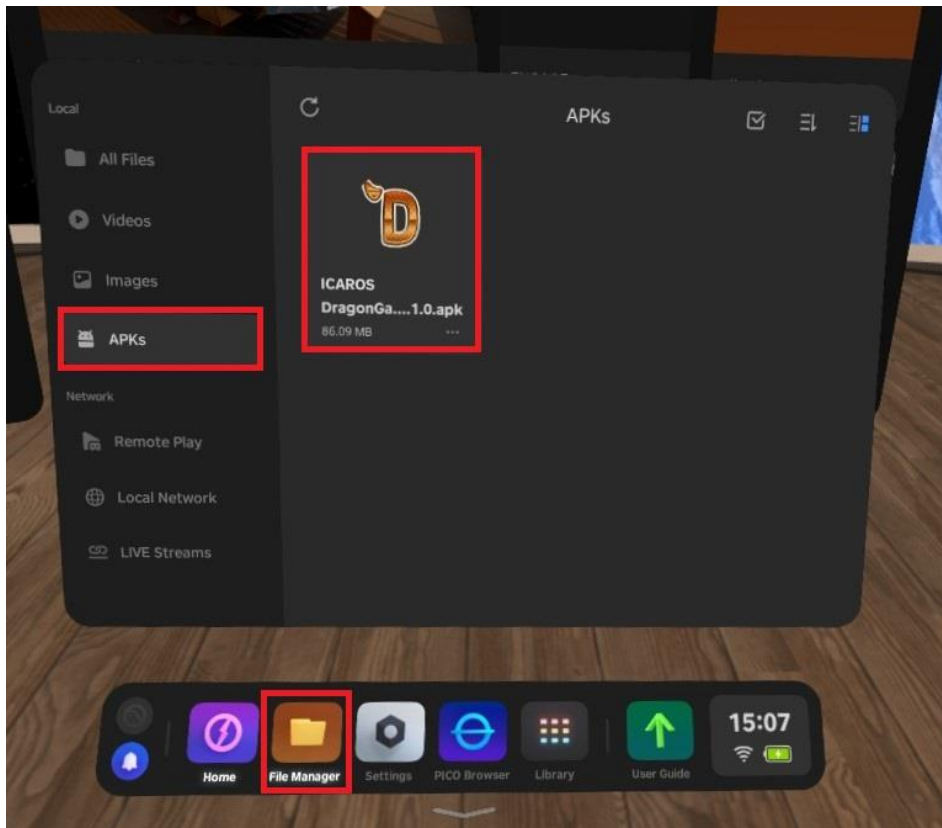 Local
APKs
All Files
Videos
Images
APKs
D
ICAROS
DragonGa....1.0.apk
86.09 MB
...
Network
Remote Play
Local Network
LIVE Streams
15:07
Home
File Manager
Settings
PICO Browser
Library
User Guide